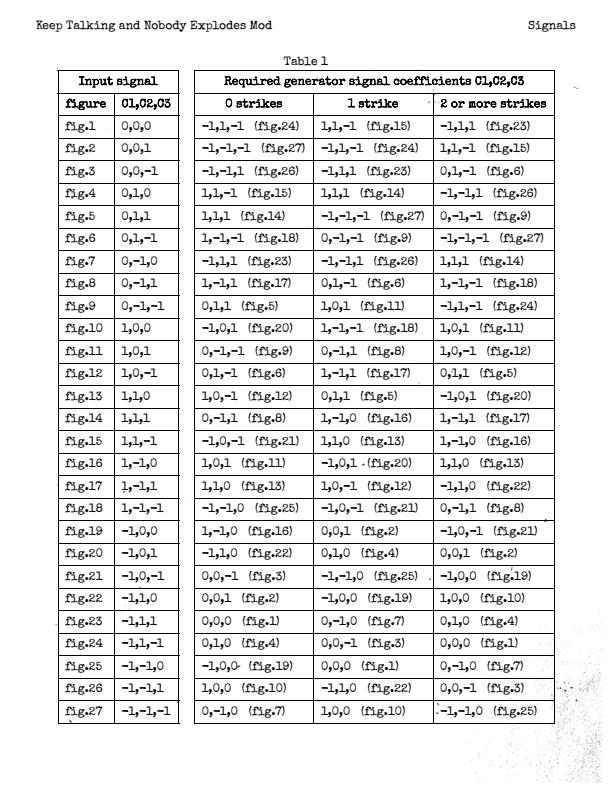 Keep Talking and Nobody Explodes Mod Signals
Table 1
Input signal Required generator signal coefficients C1,C2,C3
figure C1,C2,C3 0 strikes 1 strike 2 or more strikes
fig.1 0,0,0 -1,1,-1 (fig.24) 1,1,-1 (fig.15) -1,1,1 (fig.23)
fig.2 0,0,1 -1,-1,-1 (fig.27) -1,1,-1 (fig.24) 1,1,-1 (fig.15)
fig.3 0,0,-1 -1,-1,1 (fig.26) -1,1,1 (fig.23) 0,1,-1 (fig.6)
fig.4 0,1,0 1,1,-1 (fig.15) 1,1,1 (fig.14) -1,-1,1 (fig.26)
fig.5 0,1,1 1,1,1 (fig.14) -1,-1,-1 (fig.27) 0,-1,-1 (fig.9)
fig.6 0,1,-1 1,-1,-1 (fig.18) 0,-1,-1 (fig.9) -1,-1,-1 (fig.27)
fig.7 0,-1,0 -1,1,1 (fig.23) -1,-1,1 (fig.26) 1,1,1 (fig.14)
fig.8 0,-1,1 1,-1,1 (fig.17) 0,1,-1 (fig.6) 1,-1,-1 (fig.18)
fig.9 0,-1,-1 0,1,1 (fig.5) 1,0,1 (fig.11) -1,1,-1 (fig.24)
fig.10 1,0,0 -1,0,1 (fig.20) 1,-1,-1 (fig.18) 1,0,1 (fig.11)
fig.11 1,0,1 0,-1,-1 (fig.9) 0,-1,1 (fig.8) 1,0,-1 (fig.12)
fig.12 1,0,-1 0,1,-1 (fig.6) 1,-1,1 (fig.17) 0,1,1 (fig.5)
fig.13 1,1,0 1,0,-1 (fig.12) 0,1,1 (fig.5) -1,0,1 (fig.20)
fig.14 1,1,1 0,-1,1 (fig.8) 1,-1,0 (fig.16) 1,-1,1 (fig.17)
fig.15 1,1,-1 -1,0,-1 (fig.21) 1,1,0 (fig.13) 1,-1,0 (fig.16)
fig.16 1,-1,0 1,0,1 (fig.11) -1,0,1 (fig.20) 1,1,0 (fig.13)
fig.17 1,-1,1 1,1,0 (fig.13) 1,0,-1 (fig.12) -1,1,0 (fig.22)
fig.18 1,-1,-1 -1,-1,0 (fig.25) -1,0,-1 (fig.21) 0,-1,1 (fig.8)
fig.19 -1,0,0 1,-1,0 (fig.16) 0,0,1 (fig.2) -1,0,-1 (fig.21)
fig.20 -1,0,1 -1,1,0 (fig.22) 0,1,0 (fig.4) 0,0,1 (fig.2)
fig.21 -1,0,-1 0,0,-1 (fig.3) -1,-1,0 (fig.25) -1,0,0 (fig.19)
fig.22 -1,1,0 0,0,1 (fig.2) -1,0,0 (fig.19) 1,0,0 (fig.10)
fig.23 -1,1,1 0,0,0 (fig.1) 0,-1,0 (fig.7) 0,1,0 (fig.4)
fig.24 -1,1,-1 0,1,0 (fig.4) 0,0,-1 (fig.3) 0,0,0 (fig.1)
fig.25 -1,-1,0 -1,0,0 (fig.19) 0,0,0 (fig.1) 0,-1,0 (fig.7)
fig.26 -1,-1,1 1,0,0 (fig.10) -1,1,0 (fig.22) 0,0,-1 (fig.3)
fig.27 -1,-1,-1 0,-1,0 (fig.7) 1,0,0 (fig.10) -1,-1,0 (fig.25)